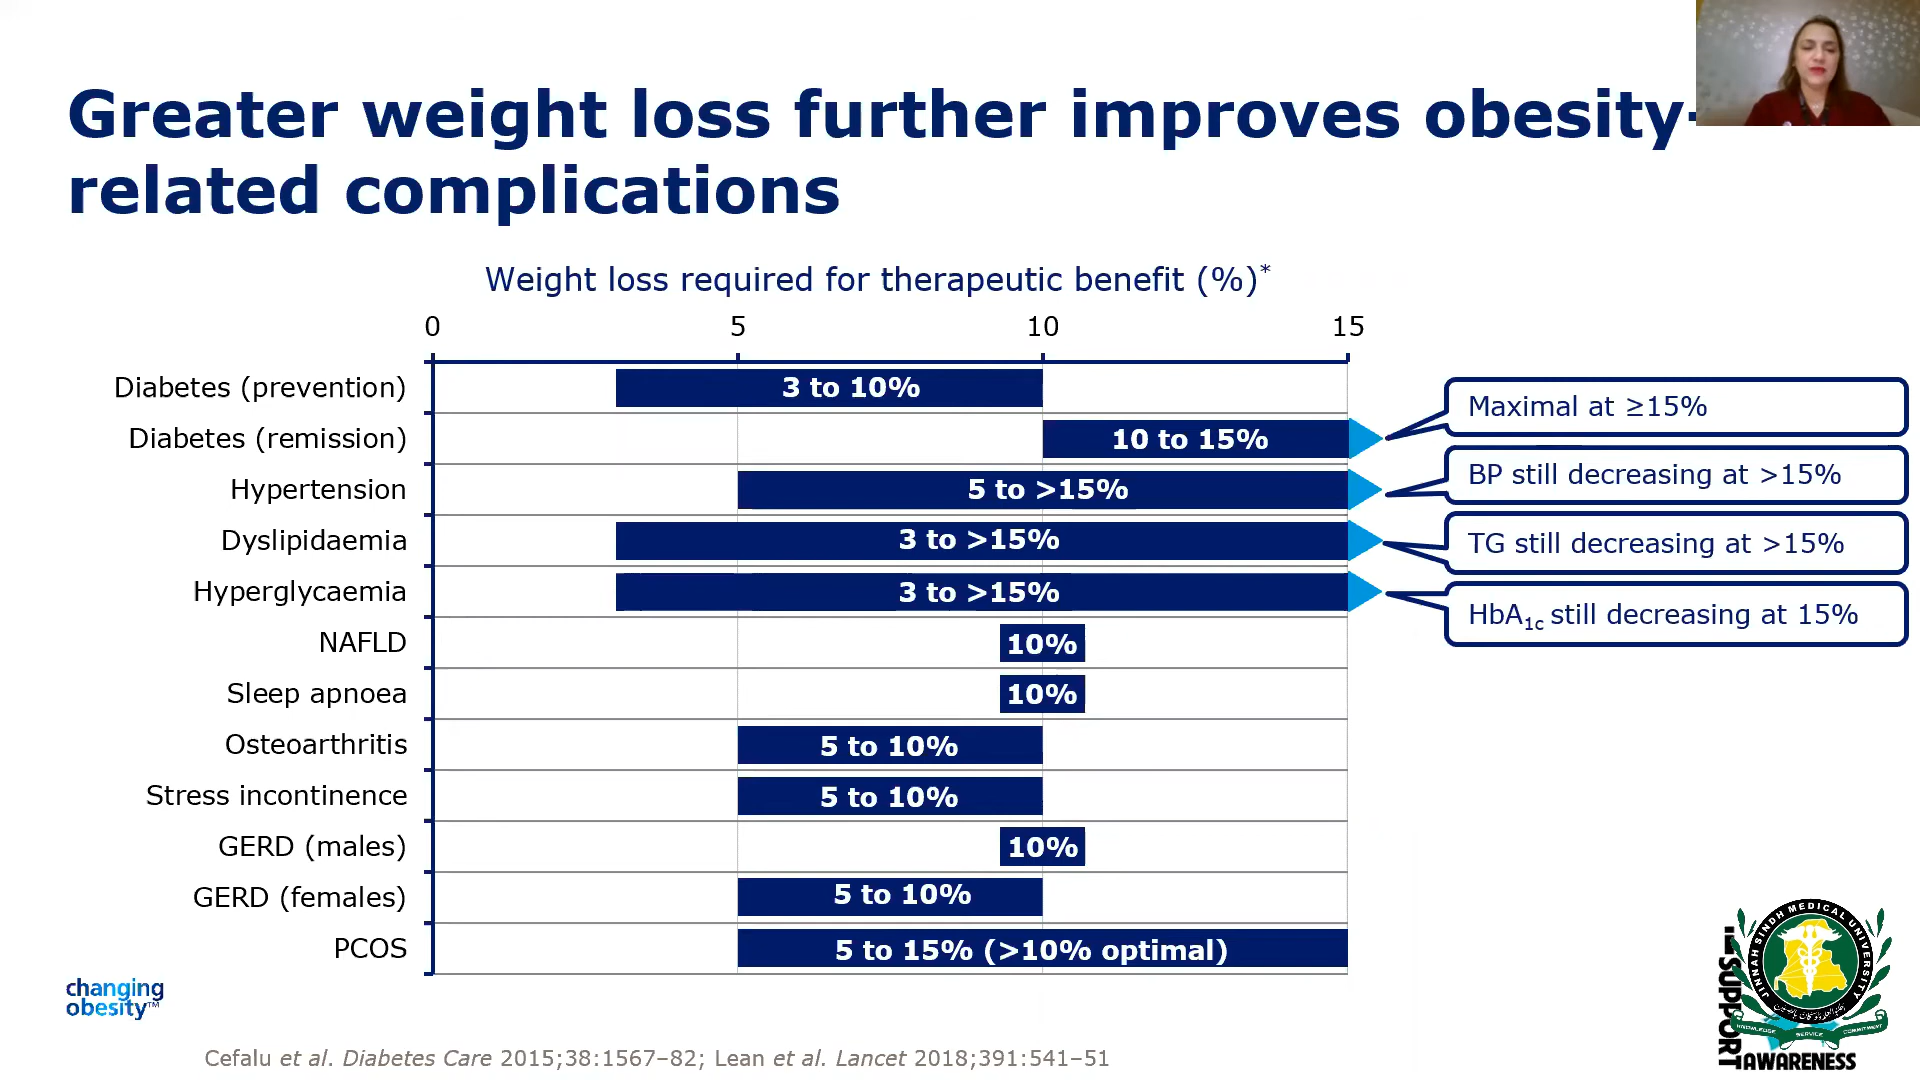 Greater weight loss further improves obesity-
related complications
Weight loss required for therapeutic benefit (%)*
0 5 10 15
Diabetes (prevention) 3 to 10%
Diabetes (remission) 10 to 15% Maximal at ≥15%
Hypertension 5 to >15% BP still decreasing at >15%
Dyslipidaemia 3 to >15% TG still decreasing at >15%
Hyperglycaemia 3 to >15% HbA1c still decreasing at 15%
NAFLD 10%
Sleep apnoea 10%
Osteoarthritis 5 to 10%
Stress incontinence 5 to 10%
GERD (males) 10%
GERD (females) 5 to 10%
PCOS 5 to 15% (>10% optimal)
changing
obesity™
Cefalu et al. Diabetes Care 2015;38:1567–82; Lean et al. Lancet 2018;391:541–51
JINNAH SINDH MEDICAL UNIVERSITY
KNOWLEDGE SERVICE COMMITMENT
SUPPORT
AWARENESS